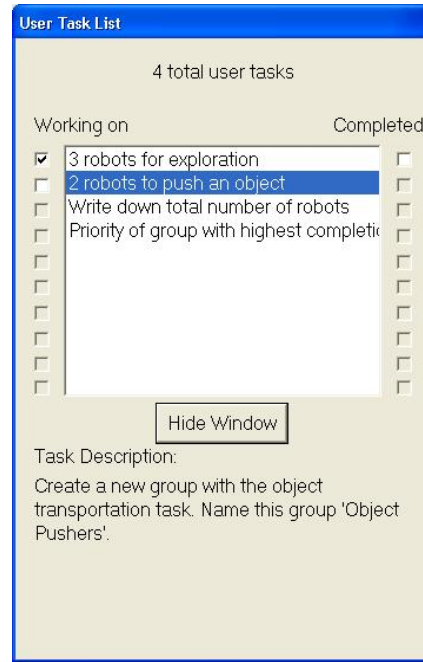 User Task List
4 total user tasks
Working on Completed
3 robots for exploration
2 robots to push an object
Write down total number of robots
Priority of group with highest
Hide Window
Task Description:
Create a new group with the object
transportation task. Name this group 'Object
Pushers'.